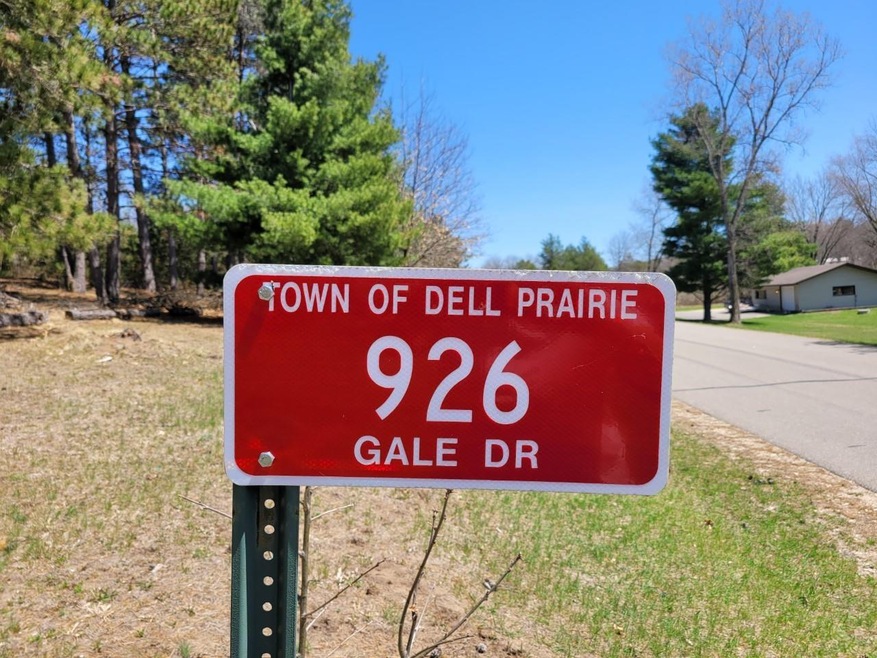 TOWN OF DELL PRAIRIE
926
GALE DR